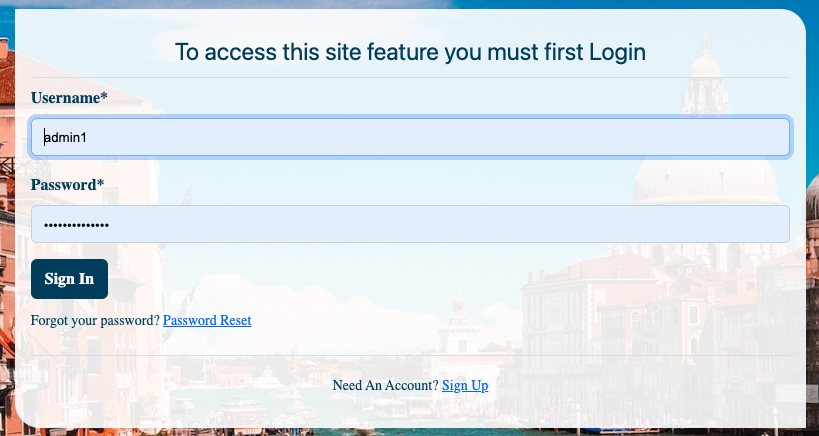 To access this site feature you must first Login
Username*
admin1
Password*
••••••••••••••
Sign In
Forgot your password? Password Reset
Need An Account? Sign Up